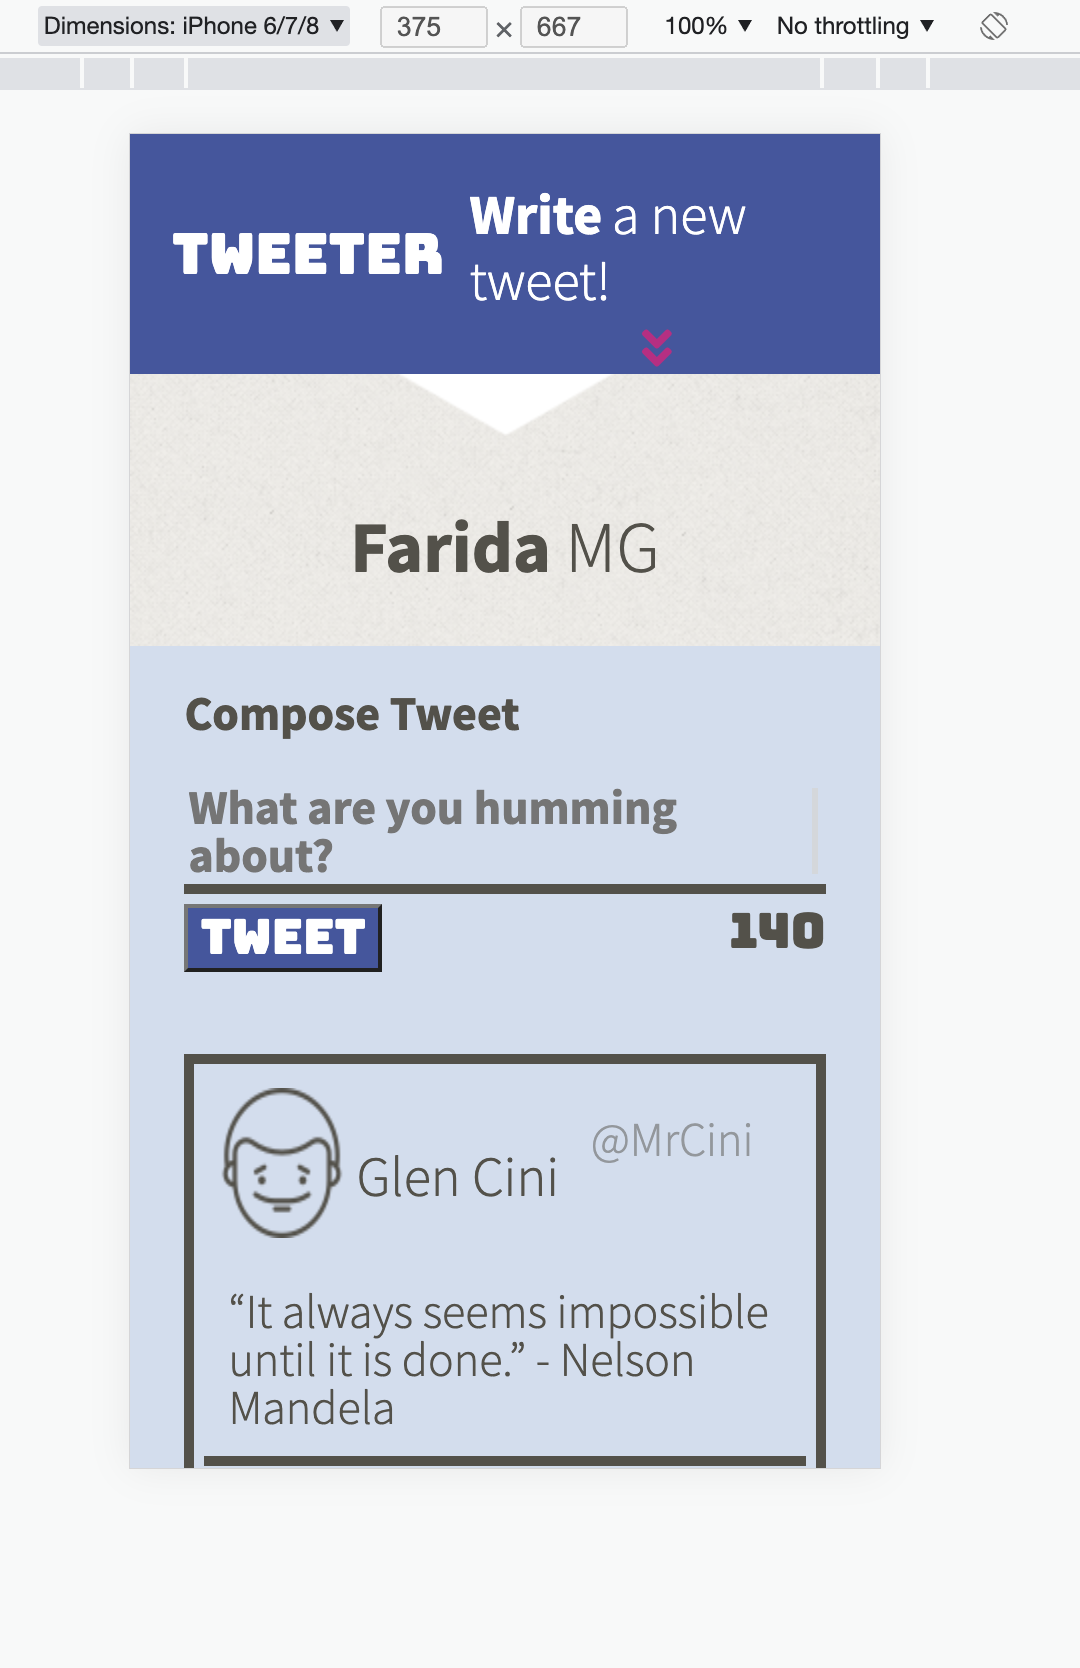 Dimensions: iPhone 6/7/8 ▼ 375 × 667 100% ▼ No throttling ▼
TWEETER
Write a new
tweet!
Farida MG
Compose Tweet
What are you humming
about?
TWEET 140
Glen Cini @MrCini
“It always seems impossible
until it is done.” - Nelson
Mandela